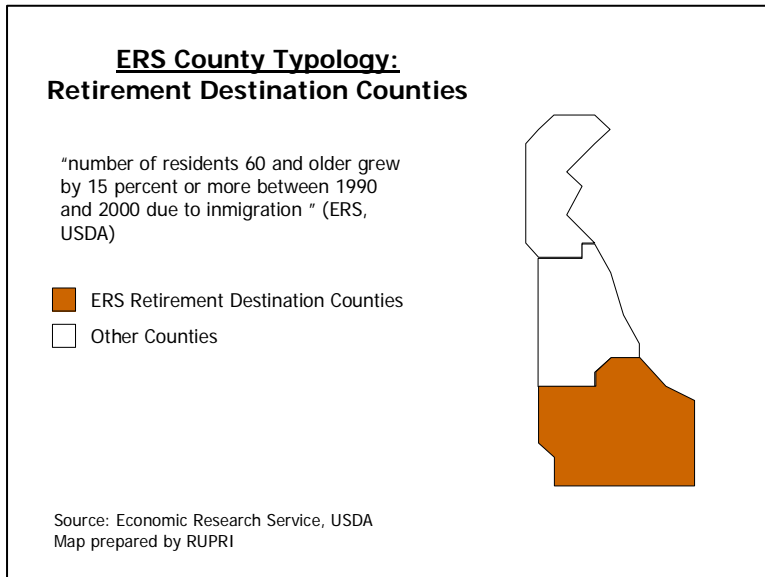 ERS County Typology:
Retirement Destination Counties
“number of residents 60 and older grew
by 15 percent or more between 1990
and 2000 due to inmigration ” (ERS,
USDA)
ERS Retirement Destination Counties
Other Counties
Source: Economic Research Service, USDA
Map prepared by RUPRI